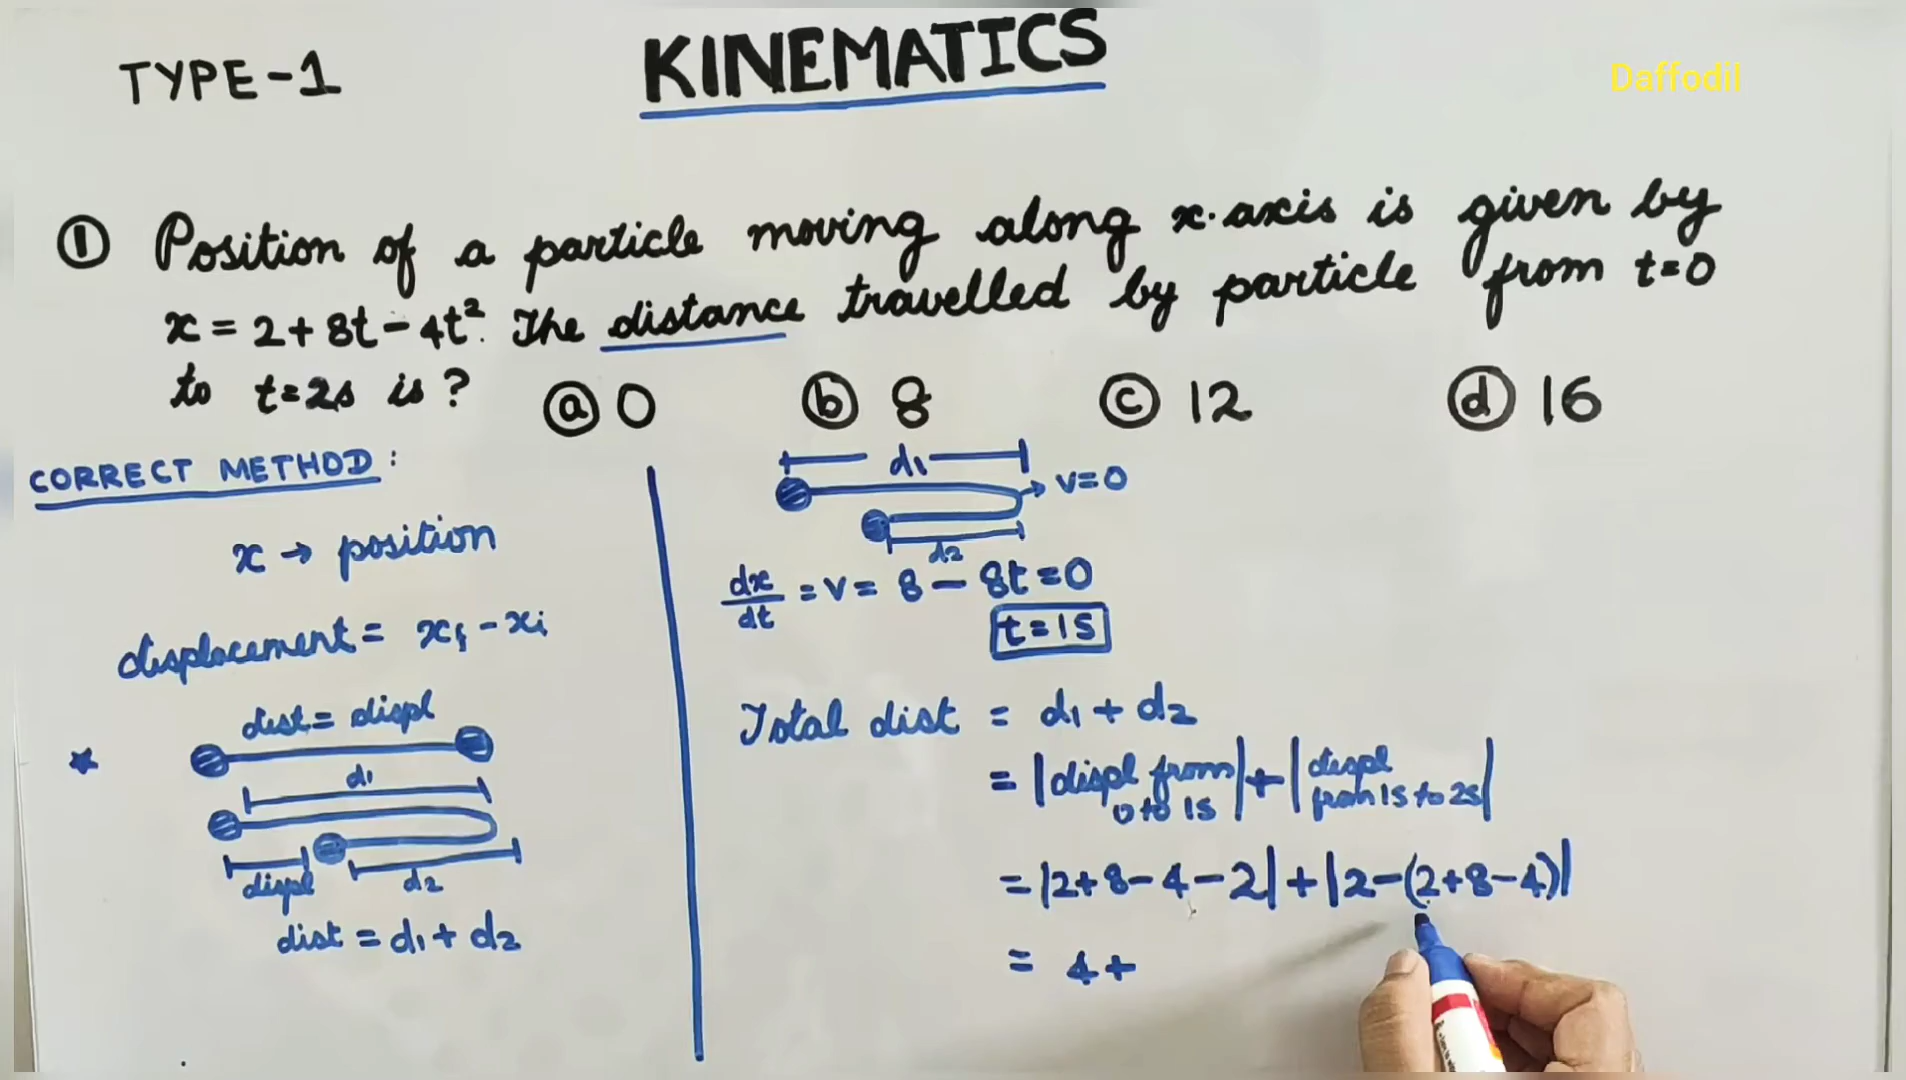 TYPE-1
KINEMATICS
Daffodil
① Position of a particle moving along x-axis is given by
x = 2 + 8t - 4t². The distance travelled by particle from t=0
to t=2s is ?
ⓐ 0
ⓑ 8
ⓒ 12
ⓓ 16
CORRECT METHOD:
x → position
displacement = xf - xi
dist = displ
d1
displ
d2
dist = d1 + d2
d1
v=0
d2
dx/dt = v = 8 - 8t = 0
t = 1s
Total dist = d1 + d2
= |displ from 0 to 1s| + |displ from 1s to 2s|
= |2+8-4-2| + |2-(2+8-4)|
= 4 +